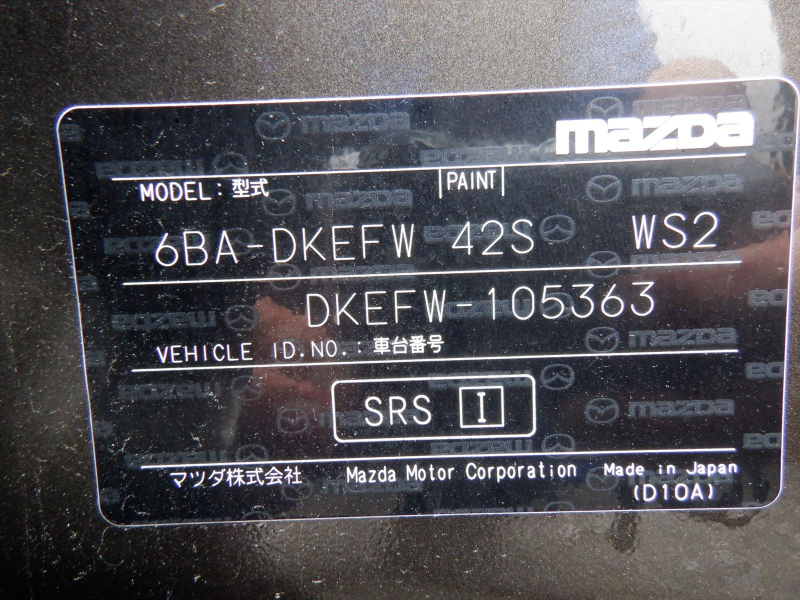 mazda
MODEL：型式 PAINT
6BA-DKEFW 42S WS2
DKEFW-105363
VEHICLE ID.NO.：車台番号
SRS I
マツダ株式会社 Mazda Motor Corporation Made in Japan
(D10A)